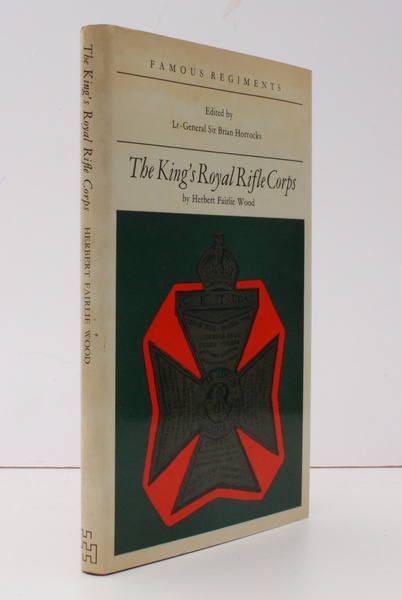 The King's Royal Rifle Corps HERBERT FAIRLIE WOOD
FAMOUS REGIMENTS
Edited by
Lt-General Sir Brian Horrocks
The King's Royal Rifle Corps
by Herbert Fairlie Wood